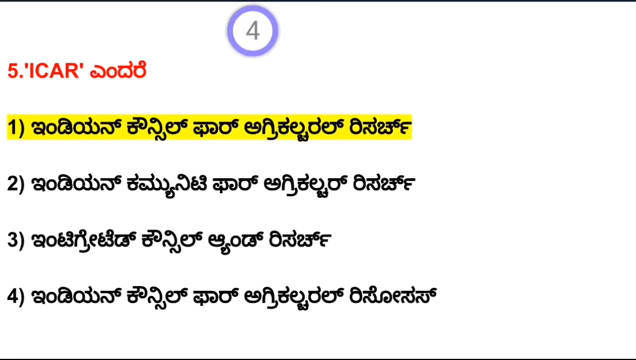 4
5.'ICAR' ಎಂದರೆ
1) ಇಂಡಿಯನ್ ಕೌನ್ಸಿಲ್ ಫಾರ್ ಅಗ್ರಿಕಲ್ಚರಲ್ ರಿಸರ್ಚ್
2) ಇಂಡಿಯನ್ ಕಮ್ಯುನಿಟಿ ಫಾರ್ ಅಗ್ರಿಕಲ್ಚರ್ ರಿಸರ್ಚ್
3) ಇಂಟಿಗ್ರೇಟೆಡ್ ಕೌನ್ಸಿಲ್ ಆ್ಯಂಡ್ ರಿಸರ್ಚ್
4) ಇಂಡಿಯನ್ ಕೌನ್ಸಿಲ್ ಫಾರ್ ಅಗ್ರಿಕಲ್ಚರಲ್ ರಿಸೋಸಸ್